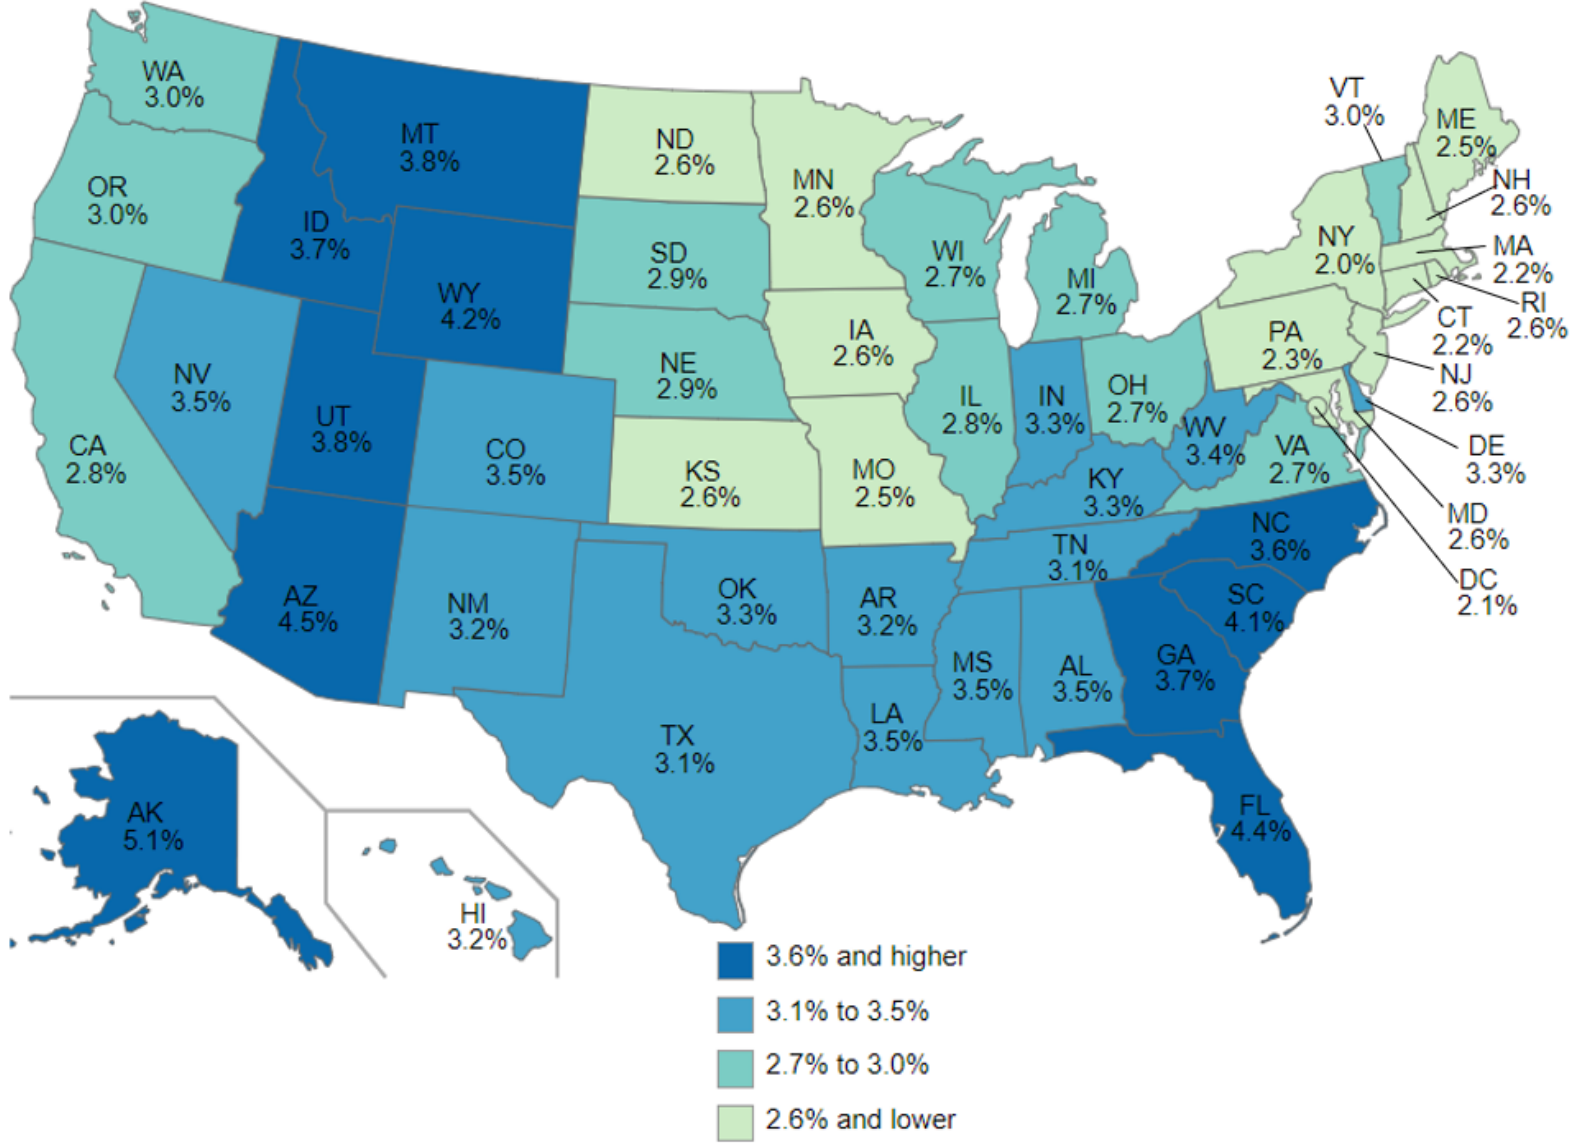 WA
3.0%
MT
3.8%
ND
2.6%
MN
2.6%
VT
3.0%
ME
2.5%
OR
3.0%
ID
3.7%
WY
4.2%
SD
2.9%
WI
2.7%
MI
2.7%
NY
2.0%
NH
2.6%
MA
2.2%
RI
2.6%
CT
2.2%
NJ
2.6%
PA
2.3%
NV
3.5%
UT
3.8%
CO
3.5%
NE
2.9%
IA
2.6%
IL
2.8%
IN
3.3%
OH
2.7%
WV
3.4%
VA
2.7%
DE
3.3%
MD
2.6%
DC
2.1%
CA
2.8%
KS
2.6%
MO
2.5%
KY
3.3%
NC
3.6%
TN
3.1%
SC
4.1%
AZ
4.5%
NM
3.2%
OK
3.3%
AR
3.2%
MS
3.5%
AL
3.5%
GA
3.7%
TX
3.1%
LA
3.5%
FL
4.4%
AK
5.1%
HI
3.2%
3.6% and higher
3.1% to 3.5%
2.7% to 3.0%
2.6% and lower